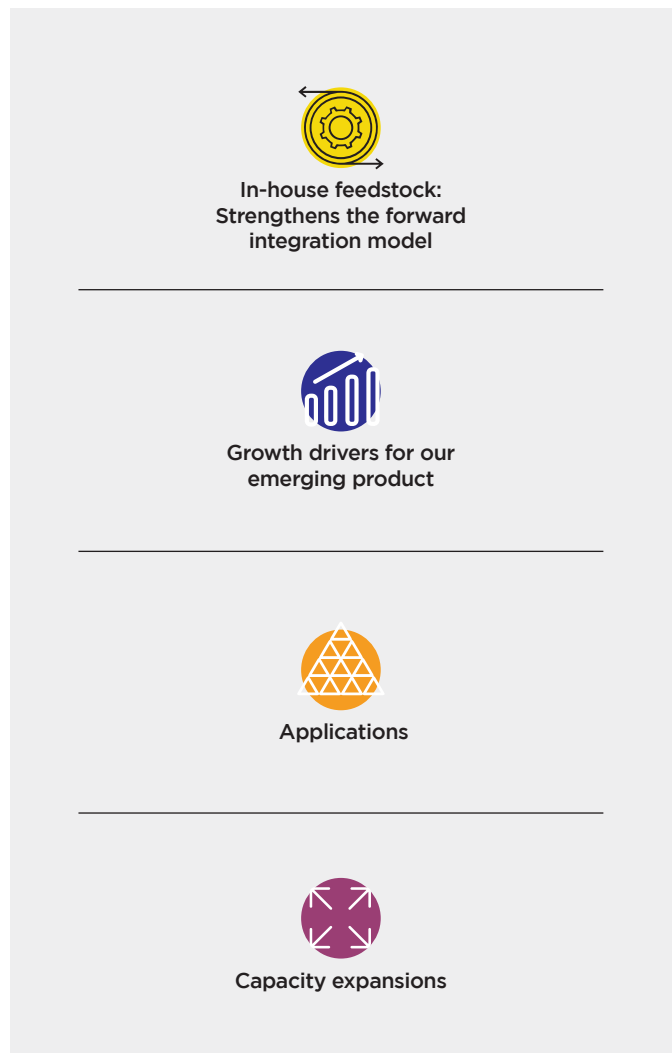 In-house feedstock:
Strengthens the forward
integration model
Growth drivers for our
emerging product
Applications
Capacity expansions